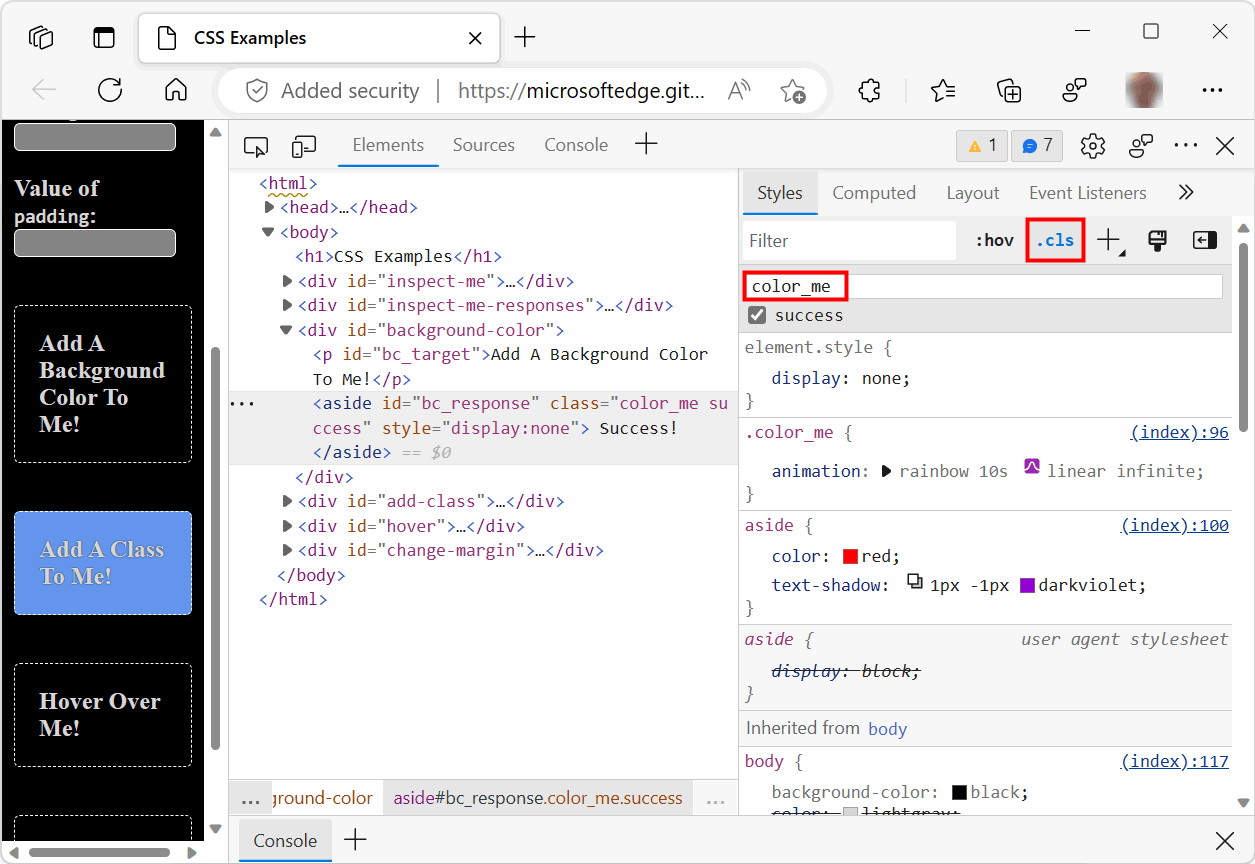 CSS Examples
Added security
https://microsoftedge.git...
Value of
padding:
Add A
Background
Color To
Me!
Add A Class
To Me!
Hover Over
Me!
Elements
Sources
Console
1
7
<html>
<head>…</head>
<body>
<h1>CSS Examples</h1>
<div id="inspect-me">…</div>
<div id="inspect-me-responses">…</div>
<div id="background-color">
<p id="bc_target">Add A Background Color
To Me!</p>
<aside id="bc_response" class="color_me su
ccess" style="display:none"> Success!
</aside> == $0
</div>
<div id="add-class">…</div>
<div id="hover">…</div>
<div id="change-margin">…</div>
</body>
</html>
... ground-color aside#bc_response.color_me.success ...
Styles
Computed
Layout
Event Listeners
Filter
:hov
.cls
color_me
success
element.style {
display: none;
}
.color_me { (index):96
animation: rainbow 10s linear infinite;
}
aside { (index):100
color: red;
text-shadow: 1px -1px darkviolet;
}
aside { user agent stylesheet
display: block;
}
Inherited from body
body { (index):117
background-color: black;
color: lightgray;
Console